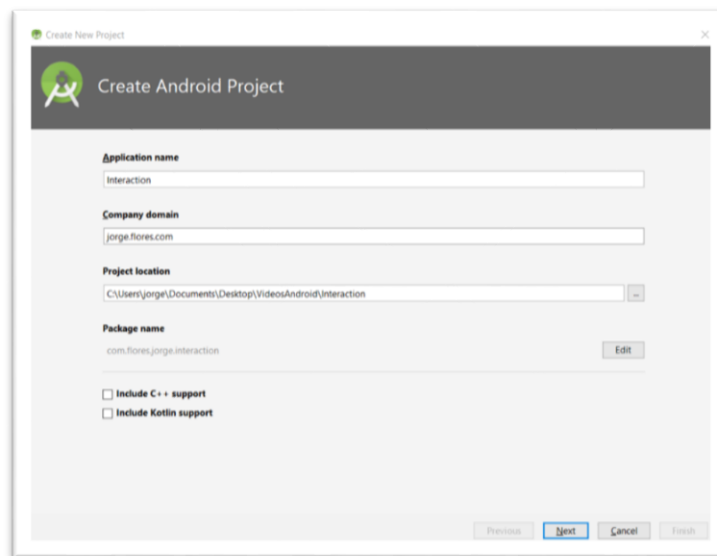 Create New Project
Create Android Project
Application name
Interaction
Company domain
jorge.flores.com
Project location
C:\Users\jorge\Documents\Desktop\VideosAndroid\Interaction
...
Package name
com.flores.jorge.interaction
Edit
Include C++ support
Include Kotlin support
Previous Next Cancel Finish